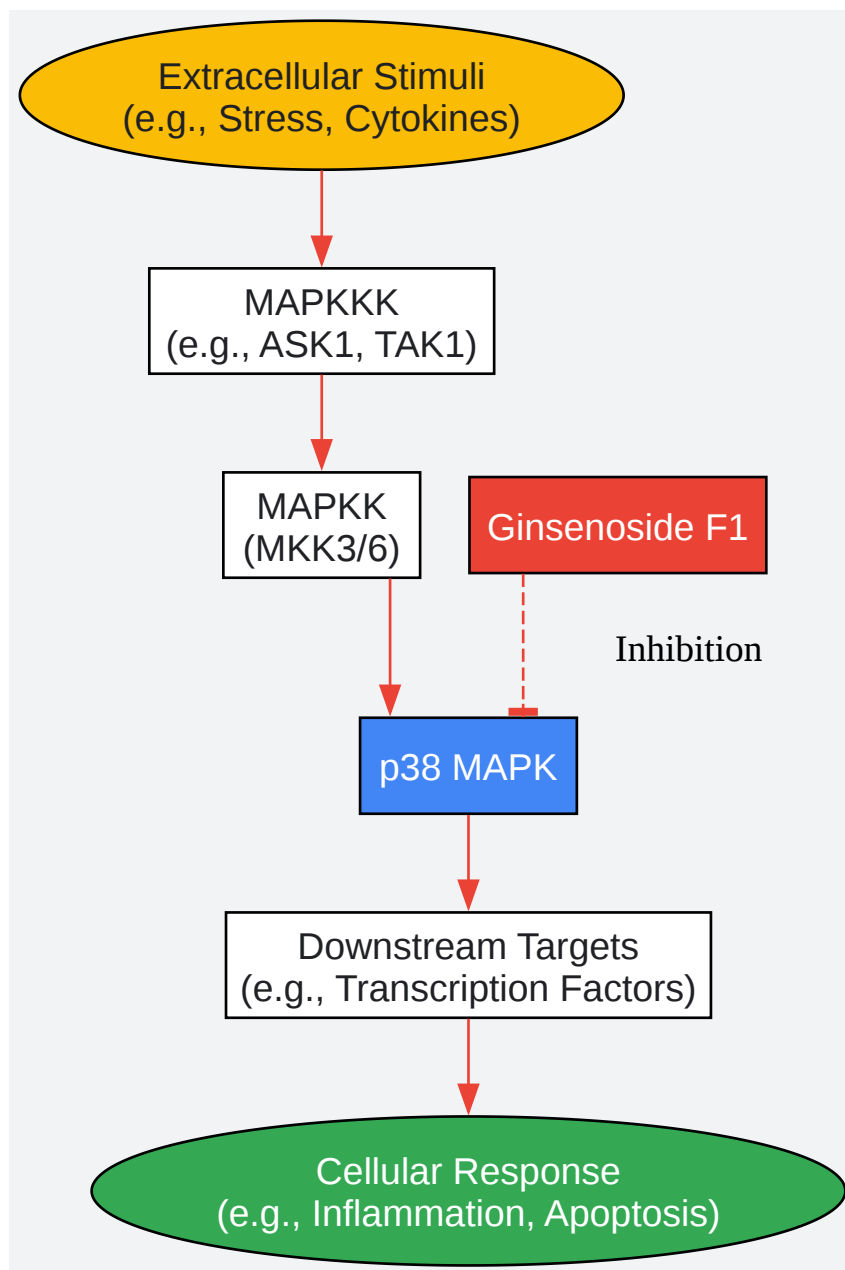 Extracellular Stimuli
(e.g., Stress, Cytokines)
MAPKKK
(e.g., ASK1, TAK1)
MAPKK
(MKK3/6)
Ginsenoside F1
Inhibition
p38 MAPK
Downstream Targets
(e.g., Transcription Factors)
Cellular Response
(e.g., Inflammation, Apoptosis)